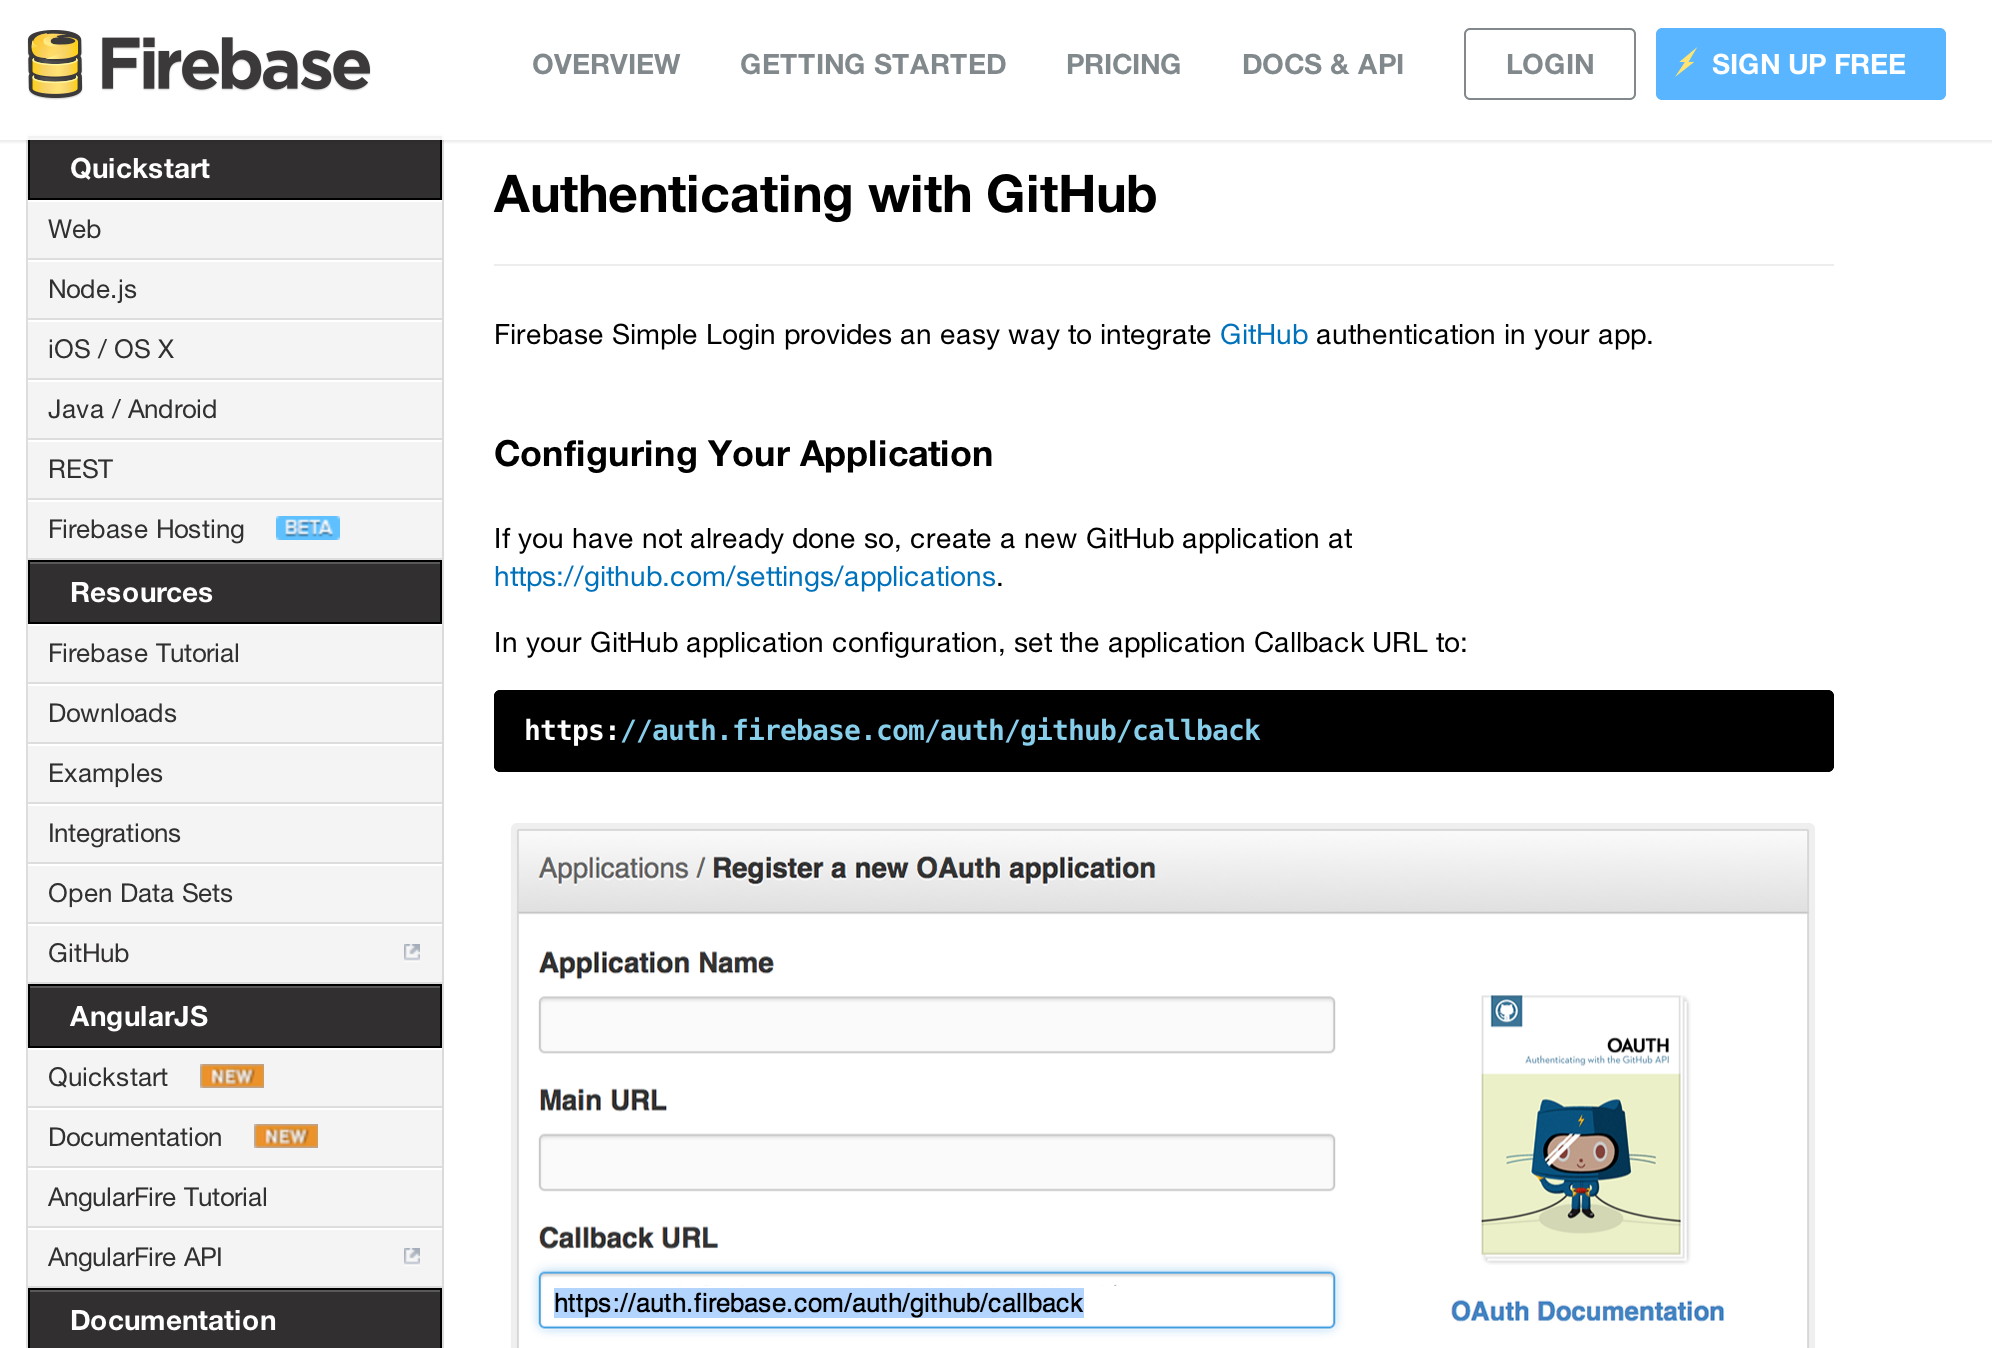 Firebase
OVERVIEW
GETTING STARTED
PRICING
DOCS & API
LOGIN
SIGN UP FREE
Quickstart
Web
Node.js
iOS / OS X
Java / Android
REST
Firebase Hosting BETA
Resources
Firebase Tutorial
Downloads
Examples
Integrations
Open Data Sets
GitHub
AngularJS
Quickstart NEW
Documentation NEW
AngularFire Tutorial
AngularFire API
Documentation
Authenticating with GitHub
Firebase Simple Login provides an easy way to integrate GitHub authentication in your app.
Configuring Your Application
If you have not already done so, create a new GitHub application at
https://github.com/settings/applications.
In your GitHub application configuration, set the application Callback URL to:
https://auth.firebase.com/auth/github/callback
Applications / Register a new OAuth application
Application Name
Main URL
Callback URL
https://auth.firebase.com/auth/github/callback
OAUTH
Authenticating with the GitHub API
OAuth Documentation